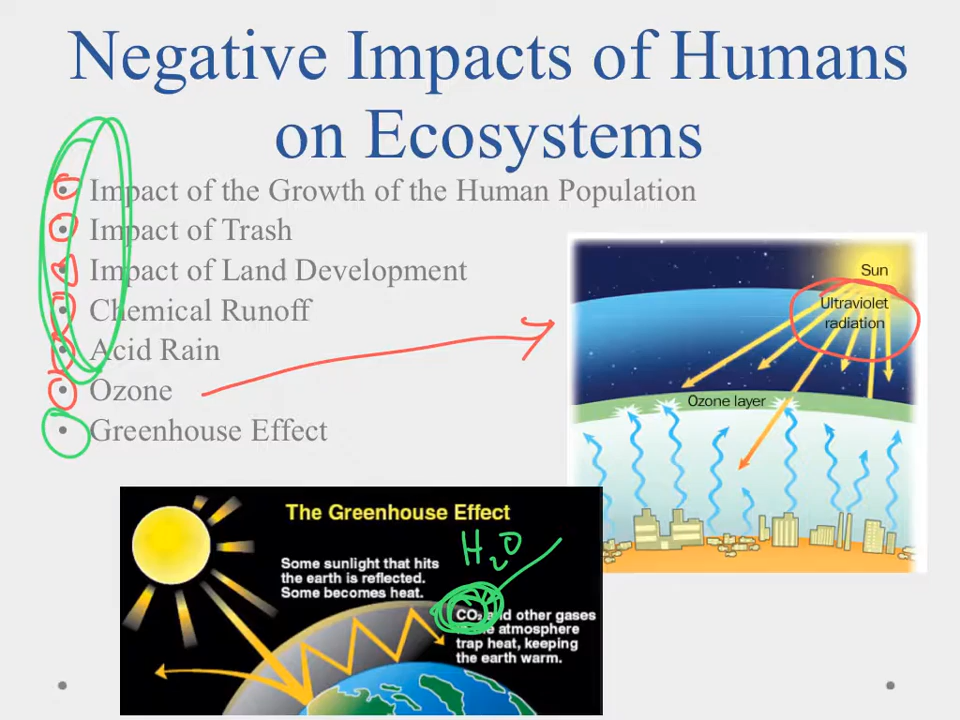 Negative Impacts of Humans
on Ecosystems
• Impact of the Growth of the Human Population
• Impact of Trash
• Impact of Land Development
• Chemical Runoff
• Acid Rain
• Ozone
• Greenhouse Effect
Sun
Ultraviolet
radiation
Ozone layer
The Greenhouse Effect
H₂O
Some sunlight that hits
the earth is reflected.
Some becomes heat.
CO₂ and other gases
in the atmosphere
trap heat, keeping
the earth warm.